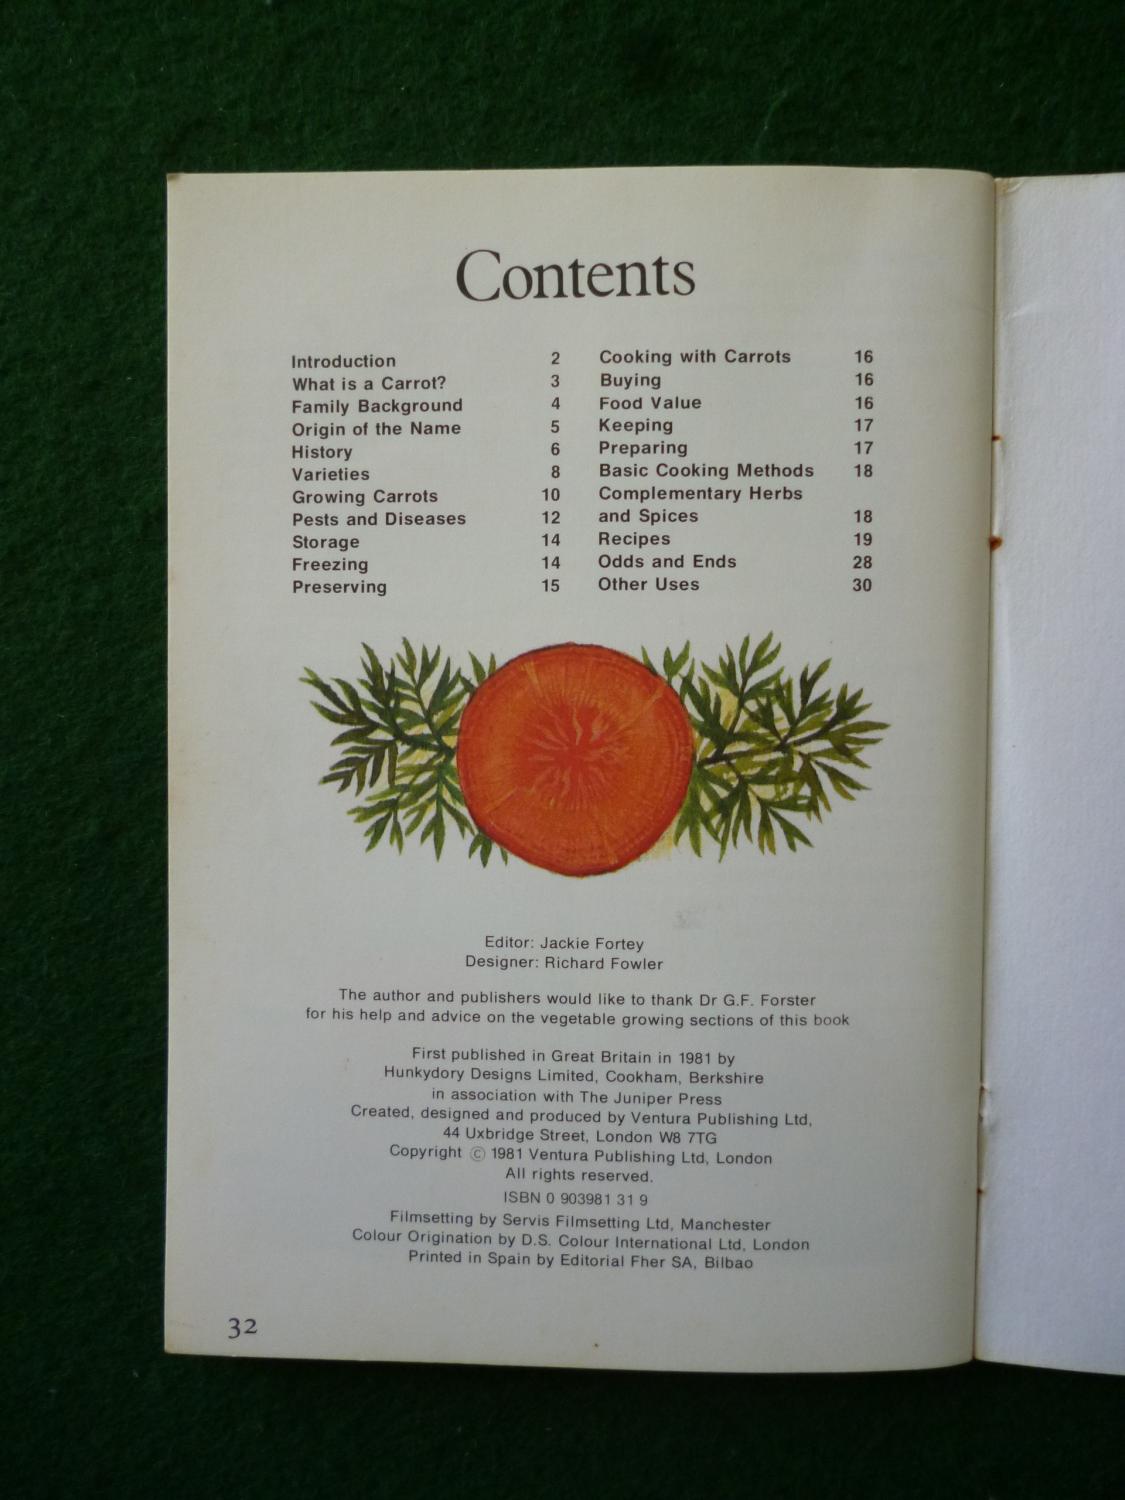 Contents
Introduction 2
What is a Carrot? 3
Family Background 4
Origin of the Name 5
History 6
Varieties 8
Growing Carrots 10
Pests and Diseases 12
Storage 14
Freezing 14
Preserving 15
Cooking with Carrots 16
Buying 16
Food Value 16
Keeping 17
Preparing 17
Basic Cooking Methods 18
Complementary Herbs
and Spices 18
Recipes 19
Odds and Ends 28
Other Uses 30
Editor: Jackie Fortey
Designer: Richard Fowler
The author and publishers would like to thank Dr G.F. Forster
for his help and advice on the vegetable growing sections of this book
First published in Great Britain in 1981 by
Hunkydory Designs Limited, Cookham, Berkshire
in association with The Juniper Press
Created, designed and produced by Ventura Publishing Ltd,
44 Uxbridge Street, London W8 7TG
Copyright © 1981 Ventura Publishing Ltd, London
All rights reserved.
ISBN 0 903981 31 9
Filmsetting by Servis Filmsetting Ltd, Manchester
Colour Origination by D.S. Colour International Ltd, London
Printed in Spain by Editorial Fher SA, Bilbao
32